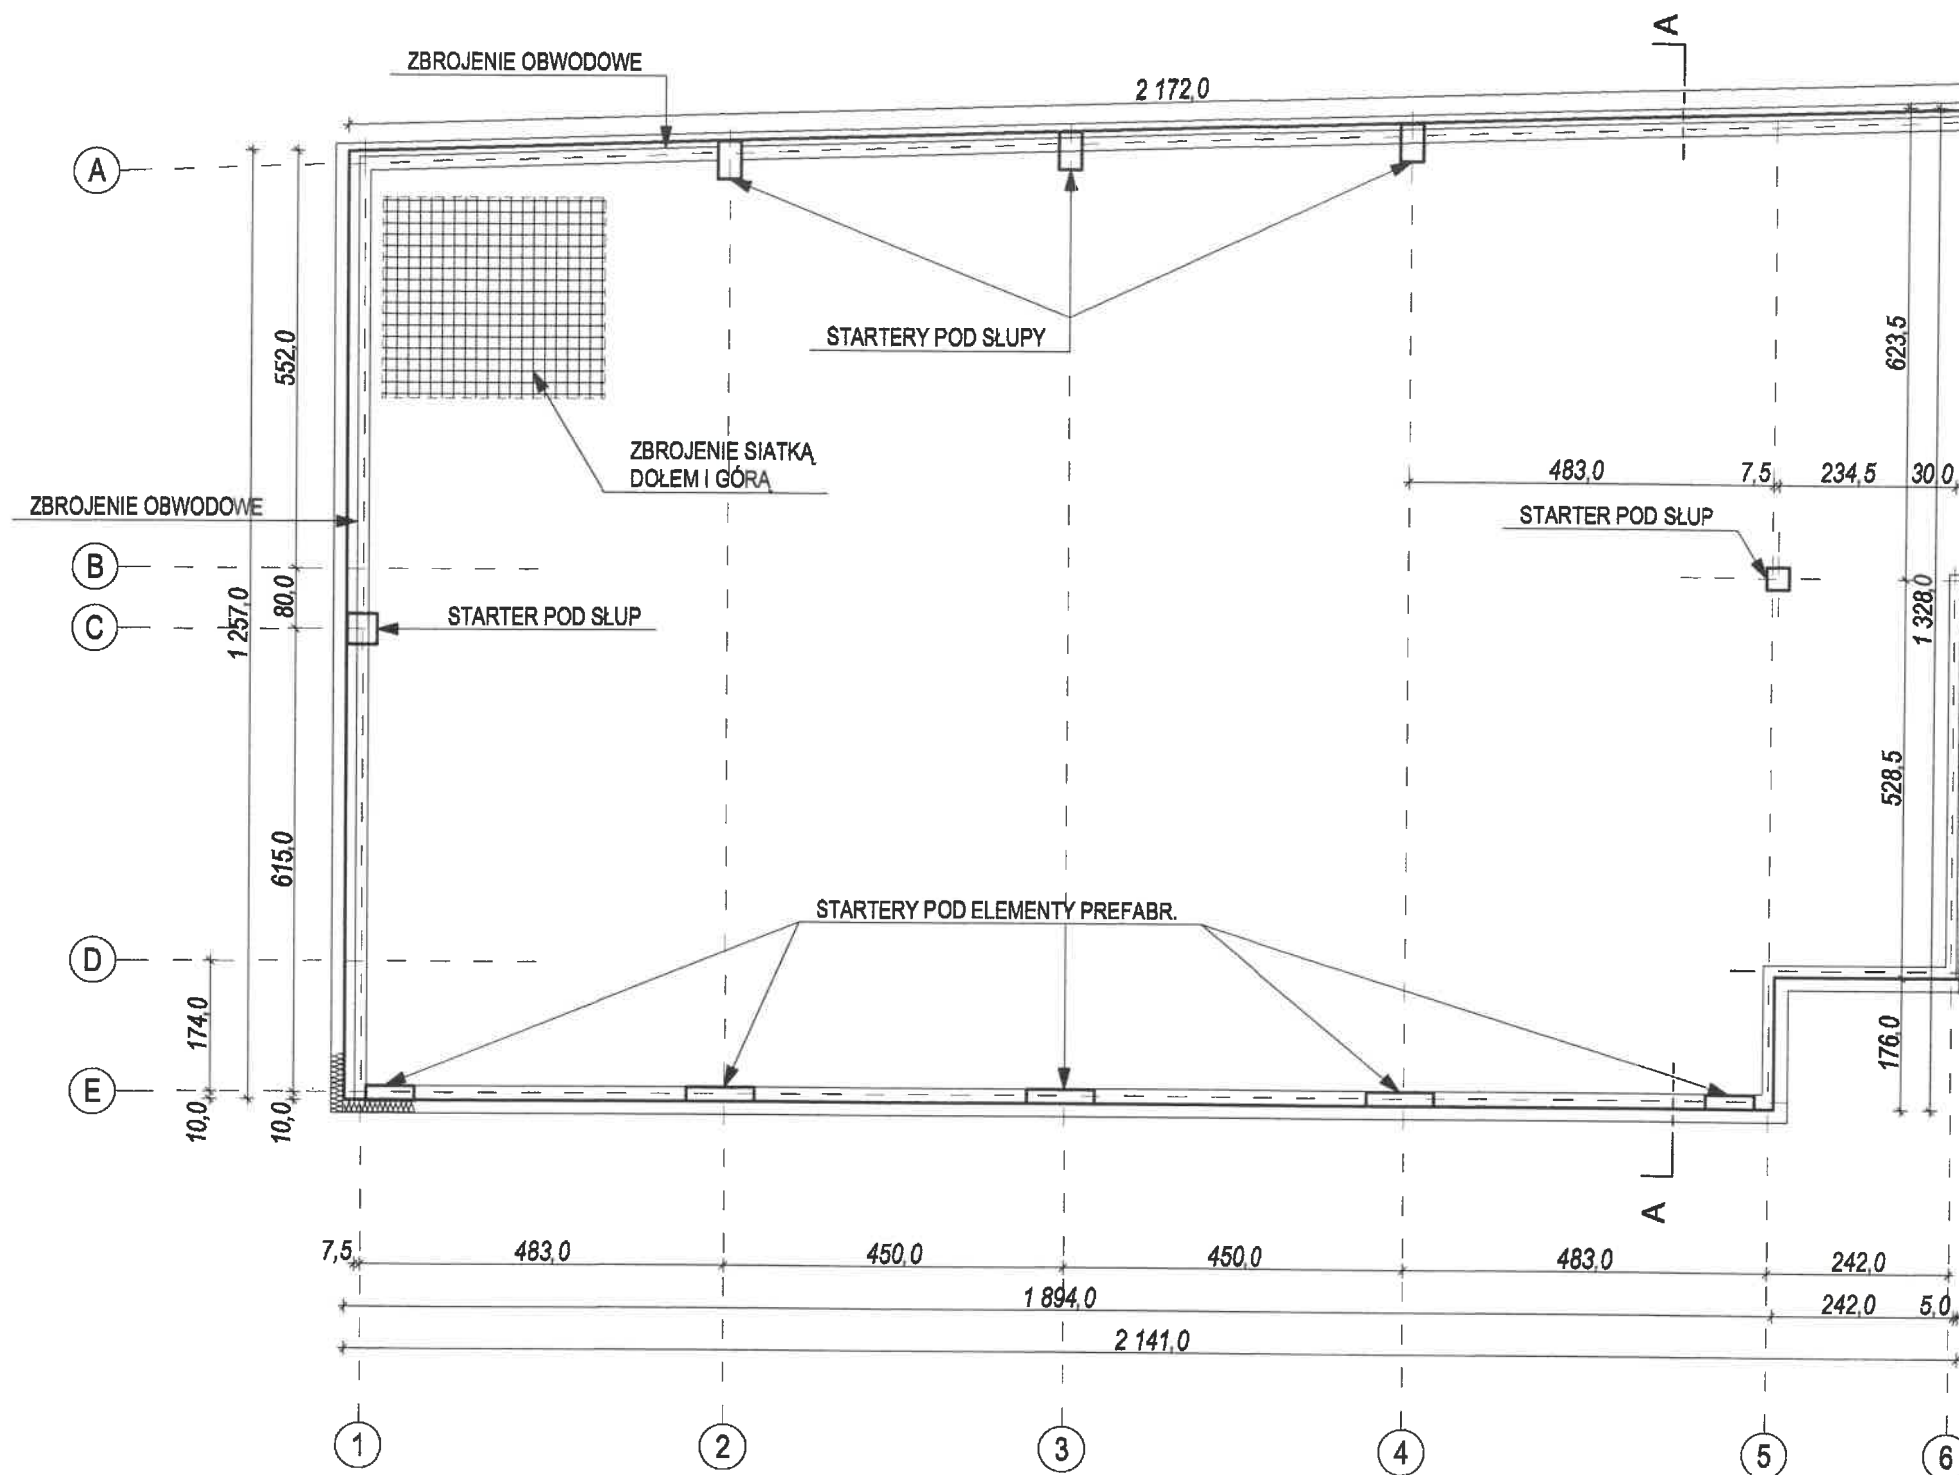 A
ZBROJENIE OBWODOWE
2 172,0
A
552,0
623,5
STARTERY POD SŁUPY
ZBROJENIE SIATKĄ
DOŁEM I GÓRĄ
483,0 7,5 234,5 30,0
ZBROJENIE OBWODOWE
STARTER POD SŁUP
B
1 257,0
80,0
1 328,0
C
STARTER POD SŁUP
528,5
615,0
STARTERY POD ELEMENTY PREFABR.
D
174,0
176,0
E
10,0
10,0
A
7,5 483,0 450,0 450,0 483,0 242,0
1 894,0 242,0 5,0
2 141,0
1 2 3 4 5 6